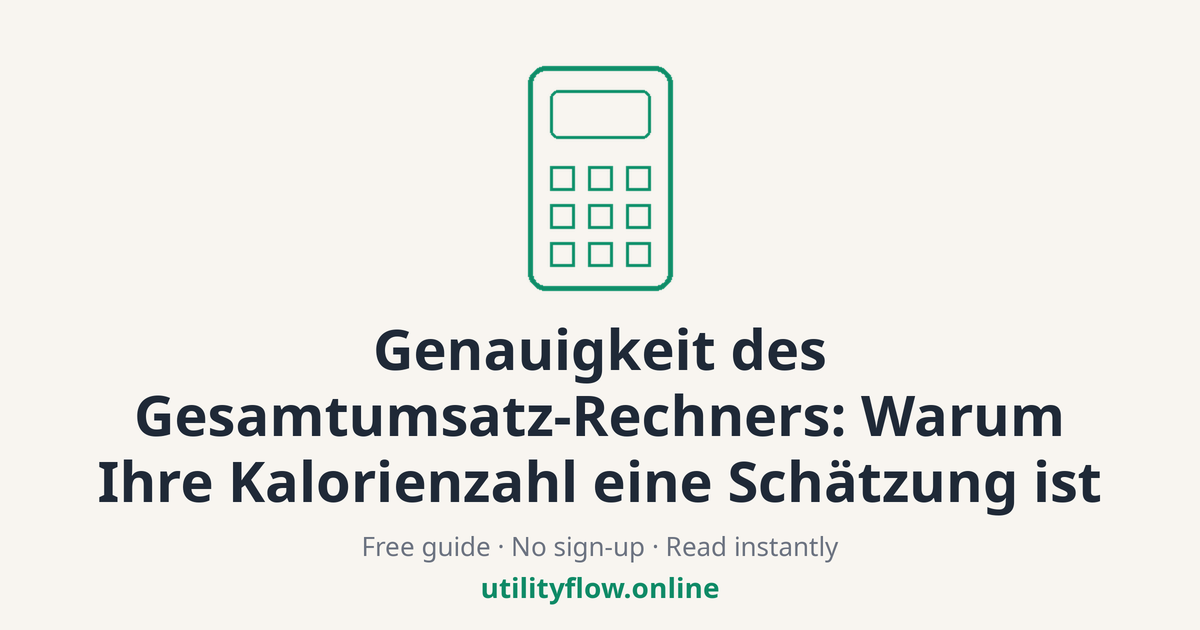 Genauigkeit des
Gesamtumsatz-Rechners: Warum
Ihre Kalorienzahl eine Schätzung ist
Free guide · No sign-up · Read instantly
utilityflow.online